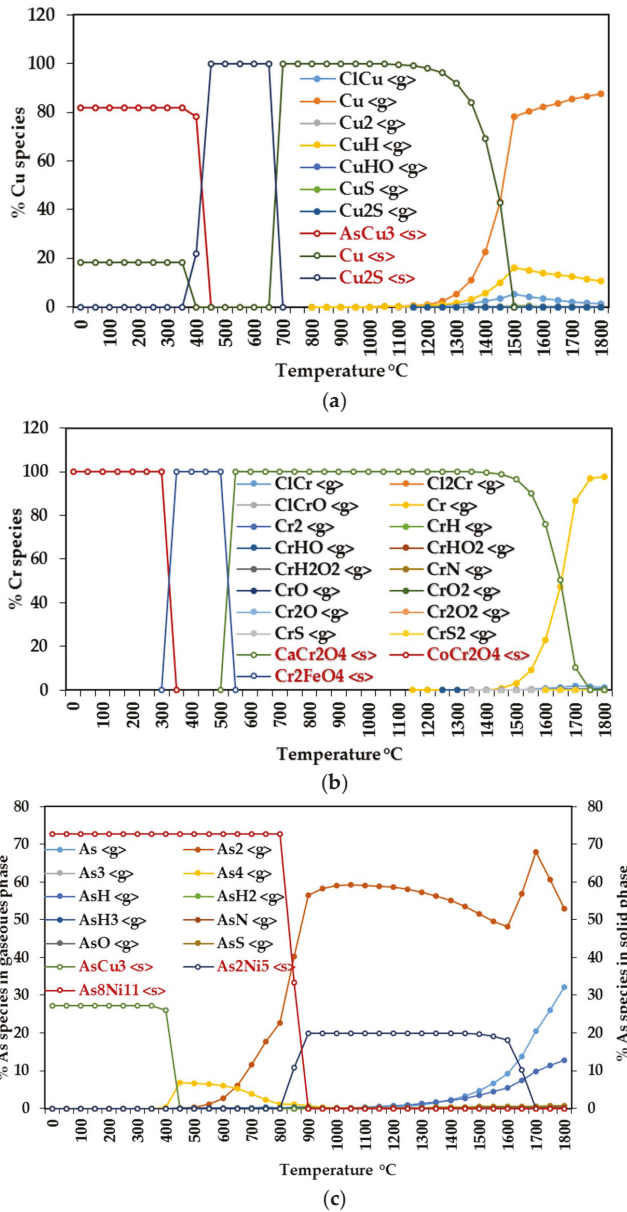 120
100
80
60
40
20
0
% Cu species
ClCu <g>
Cu <g>
Cu2 <g>
CuH <g>
CuHO <g>
CuS <g>
Cu2S <g>
AsCu3 <s>
Cu <s>
Cu2S <s>
0 100 200 300 400 500 600 700 800 900 1000 1100 1200 1300 1400 1500 1600 1700 1800
Temperature °C
(a)
120
100
80
60
40
20
0
% Cr species
ClCr <g> Cl2Cr <g>
ClCrO <g> Cr <g>
Cr2 <g> CrH <g>
CrHO <g> CrHO2 <g>
CrH2O2 <g> CrN <g>
CrO <g> CrO2 <g>
Cr2O <g> Cr2O2 <g>
CrS <g> CrS2 <g>
CaCr2O4 <s> CoCr2O4 <s>
Cr2FeO4 <s>
0 100 200 300 400 500 600 700 800 900 1000 1100 1200 1300 1400 1500 1600 1700 1800
Temperature °C
(b)
80 80
70 70
60 60
50 50
40 40
30 30
20 20
10 10
0 0
% As species in gaseoues phase
% As species in solid phase
As <g> As2 <g>
As3 <g> As4 <g>
AsH <g> AsH2 <g>
AsH3 <g> AsN <g>
AsO <g> AsS <g>
AsCu3 <s> As2Ni5 <s>
As8Ni11 <s>
0 100 200 300 400 500 600 700 800 900 1000 1100 1200 1300 1400 1500 1600 1700 1800
Temperature °C
(c)